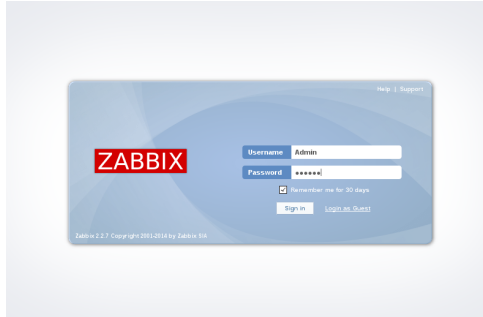 Help | Support
ZABBIX
Username Admin
Password ••••••
Remember me for 30 days
Sign in Login as Guest
Zabbix 2.2.7 Copyright 2001-2014 by Zabbix SIA